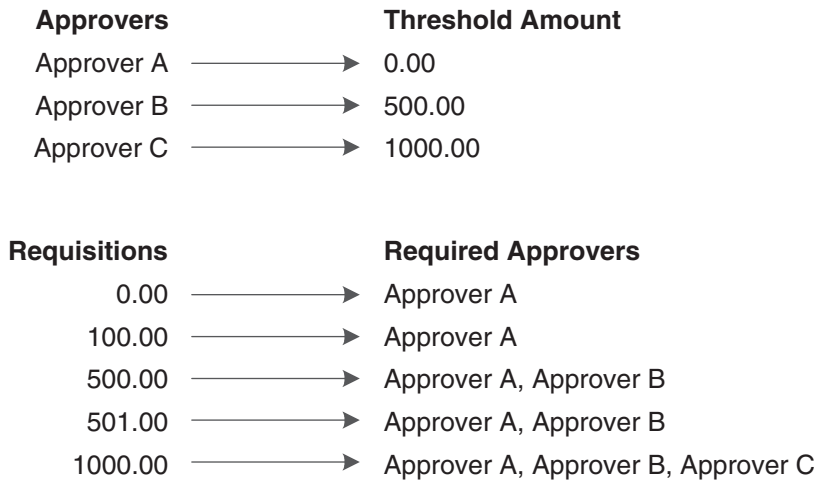 Approvers Threshold Amount
Approver A 0.00
Approver B 500.00
Approver C 1000.00
Requisitions Required Approvers
0.00 Approver A
100.00 Approver A
500.00 Approver A, Approver B
501.00 Approver A, Approver B
1000.00 Approver A, Approver B, Approver C